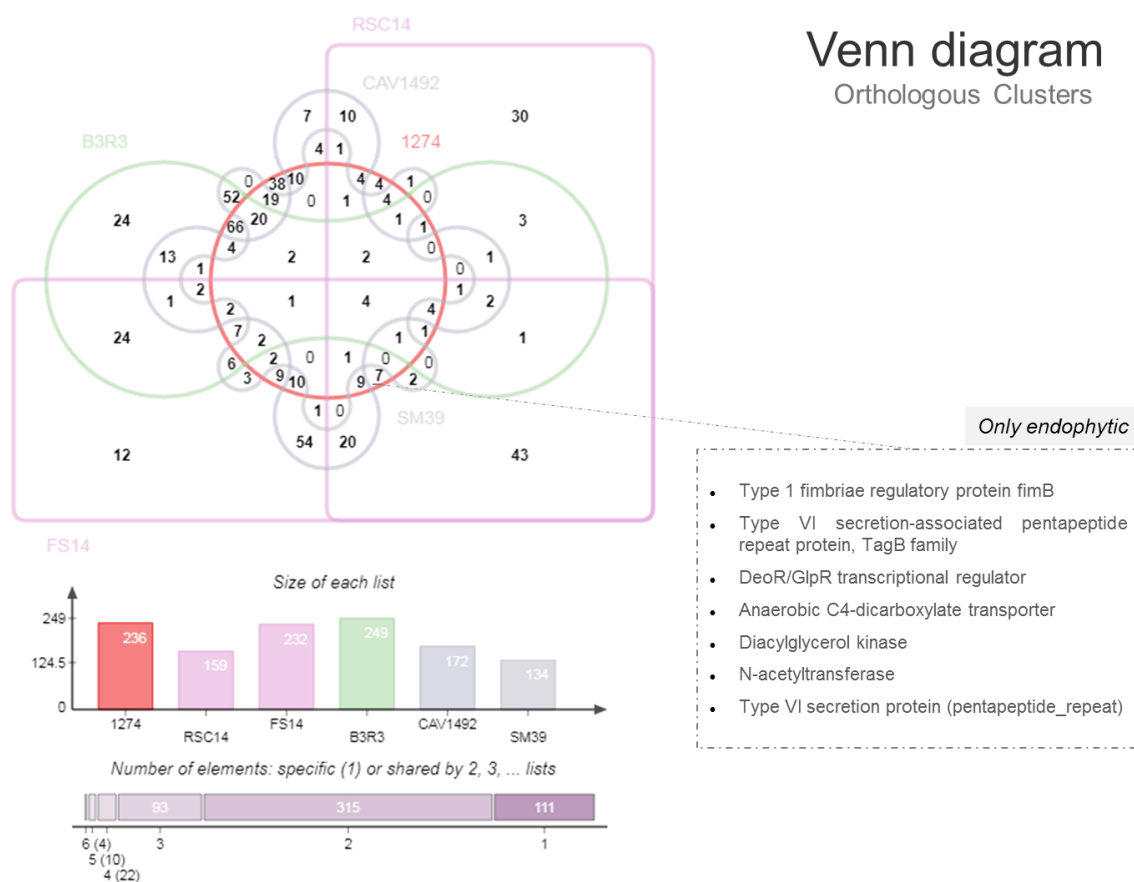 RSC14
Venn diagram
Orthologous Clusters
CAV1492
7 10 30
B3R3 1274
4 1
0 38 10 4 4 1
52 19 0 1 4 0
24 66 20 1 1 3
13 4 2 2 0 1
1 0
2 1
1 2 1 4 4 2
24 7 2 1 1 1
6 2 0 1 0 0
3 9 10 9 7 2
1 0 SM39
54 20
12 43
FS14
Only endophytic
• Type 1 fimbriae regulatory protein fimB
• Type VI secretion-associated pentapeptide
repeat protein, TagB family
• DeoR/GlpR transcriptional regulator
• Anaerobic C4-dicarboxylate transporter
• Diacylglycerol kinase
• N-acetyltransferase
• Type VI secretion protein (pentapeptide_repeat)
Size of each list
249
124.5
0
236 159 232 249 172 134
1274 RSC14 FS14 B3R3 CAV1492 SM39
Number of elements: specific (1) or shared by 2, 3, ... lists
93 315 111
6 (4) 3 2 1
5 (10)
4 (22)